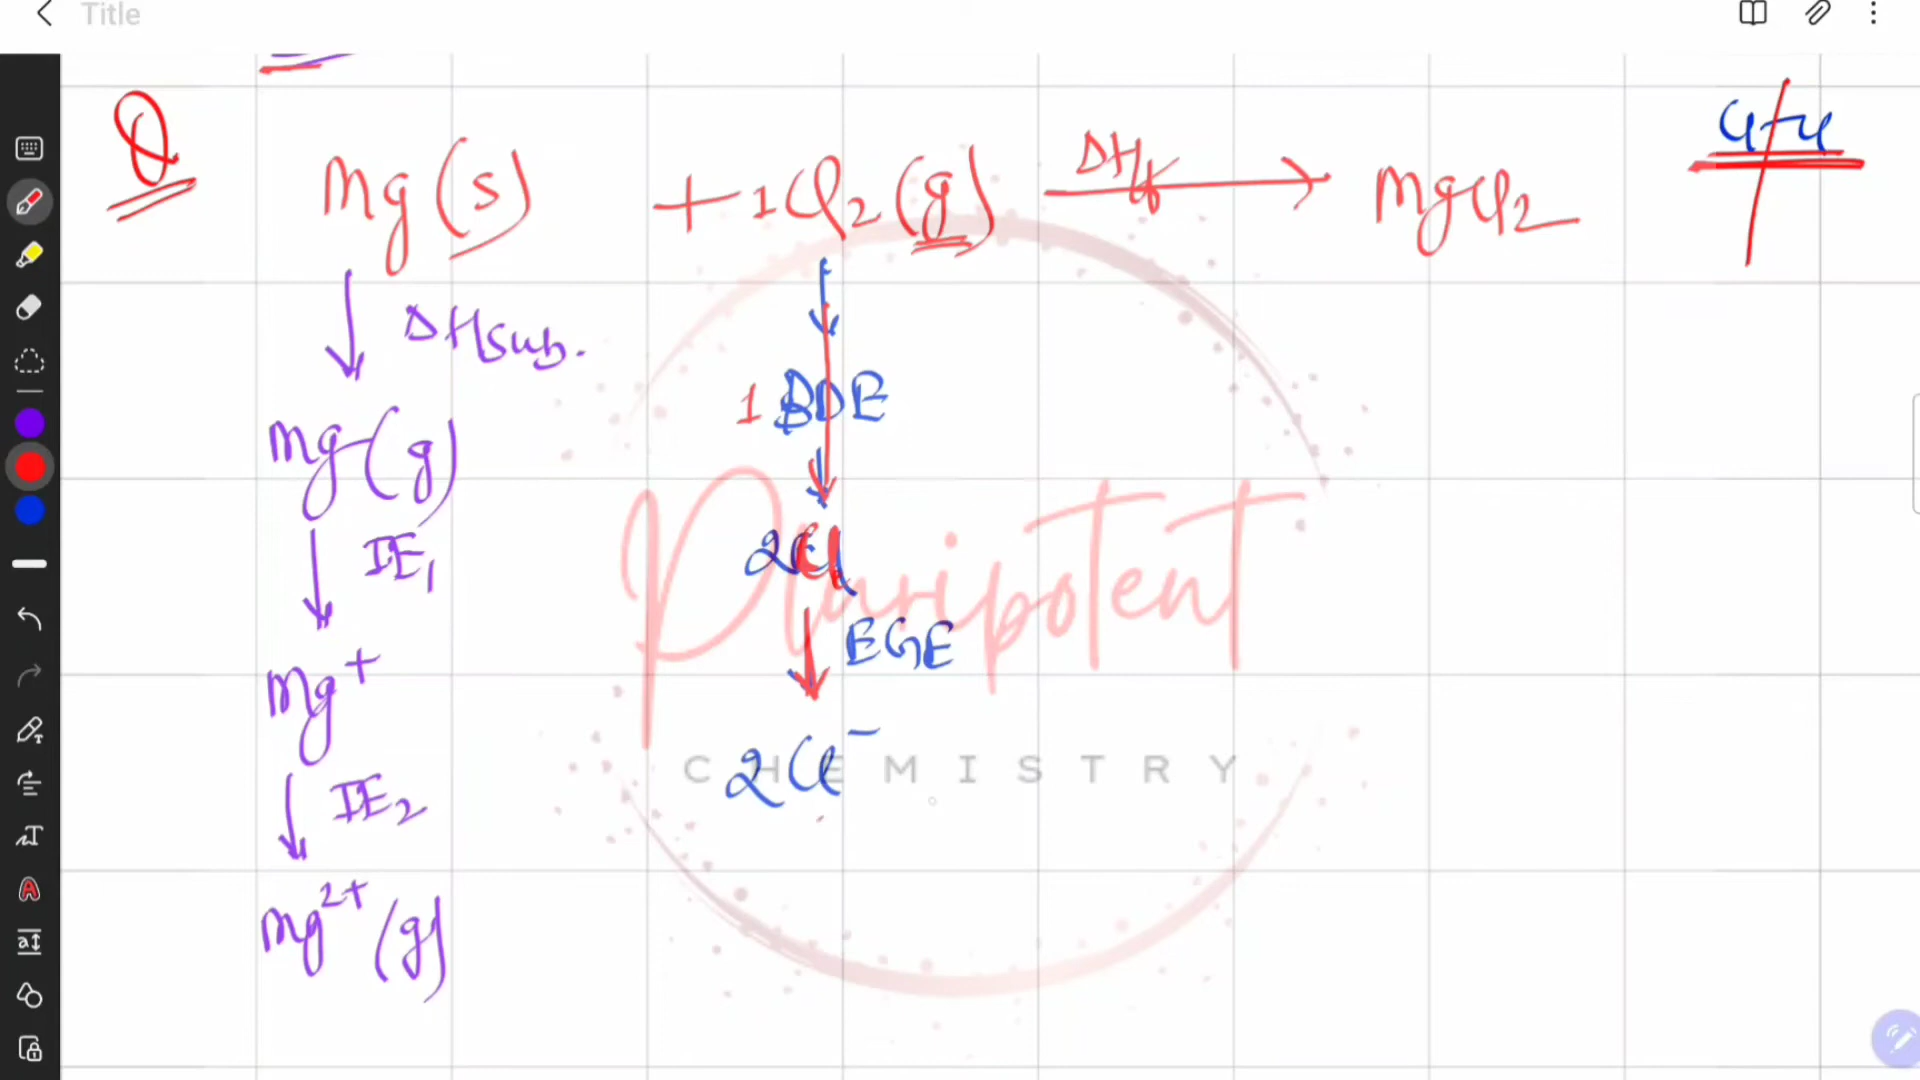 Title
Q
Mg(s) + 1Cl₂(g) ΔHf → MgCl₂
ΔHsub.
Mg(g)
1 BDE
IE₁
2Cl
EGE
Mg⁺
IE₂
2Cl⁻
Mg²⁺(g)
Pluripotent
CHEMISTRY